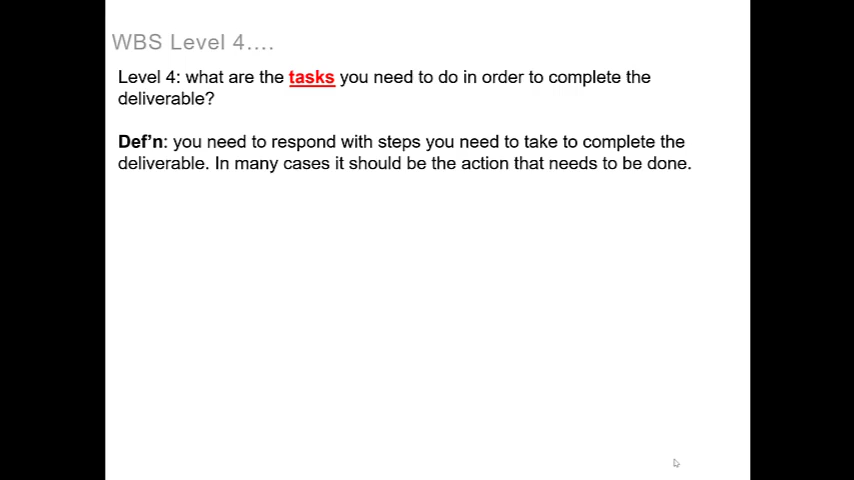 WBS Level 4....
Level 4: what are the tasks you need to do in order to complete the
deliverable?
Def’n: you need to respond with steps you need to take to complete the
deliverable. In many cases it should be the action that needs to be done.